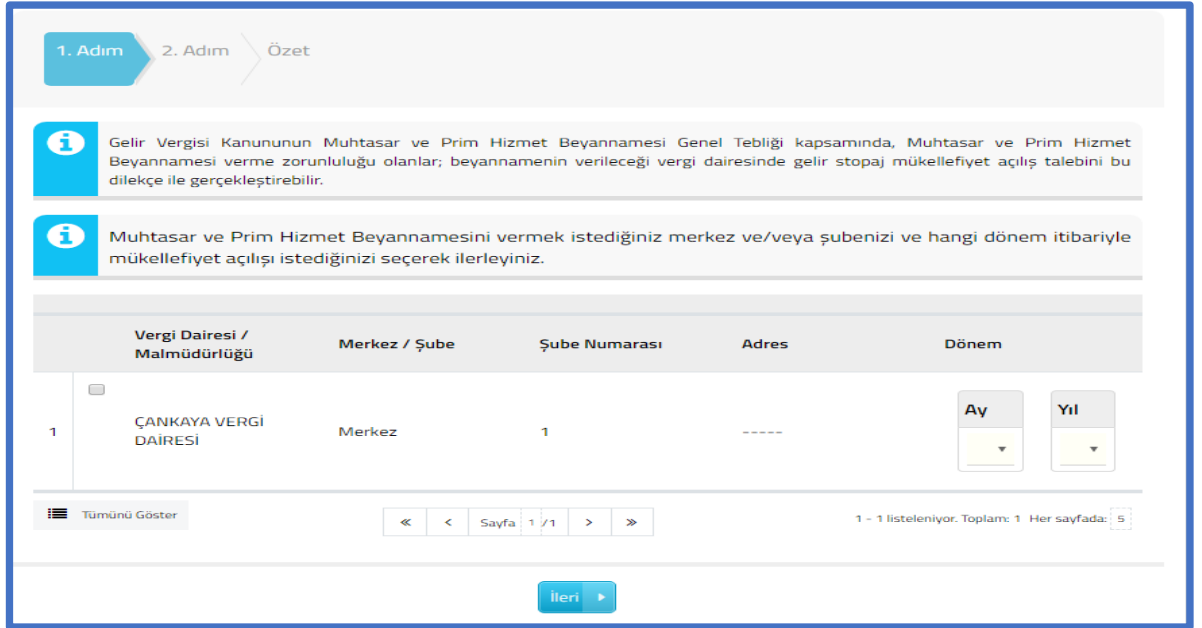 1. Adım 2. Adım Özet
Gelir Vergisi Kanununun Muhtasar ve Prim Hizmet Beyannamesi Genel Tebliği kapsamında, Muhtasar ve Prim Hizmet
Beyannamesi verme zorunluluğu olanlar; beyannamenin verileceği vergi dairesinde gelir stopaj mükellefiyet açılış talebini bu
dilekçe ile gerçekleştirebilir.
Muhtasar ve Prim Hizmet Beyannamesini vermek istediğiniz merkez ve/veya şubenizi ve hangi dönem itibariyle
mükellefiyet açılışı istediğinizi seçerek ilerleyiniz.
Vergi Dairesi /
Malmüdürlüğü
Merkez / Şube
Şube Numarası
Adres
Dönem
1
ÇANKAYA VERGİ
DAİRESİ
Merkez
1
-----
Ay
Yıl
Tümünü Göster
« < Sayfa 1 /1 > »
1 - 1 listeleniyor. Toplam: 1 Her sayfada: 5
İleri